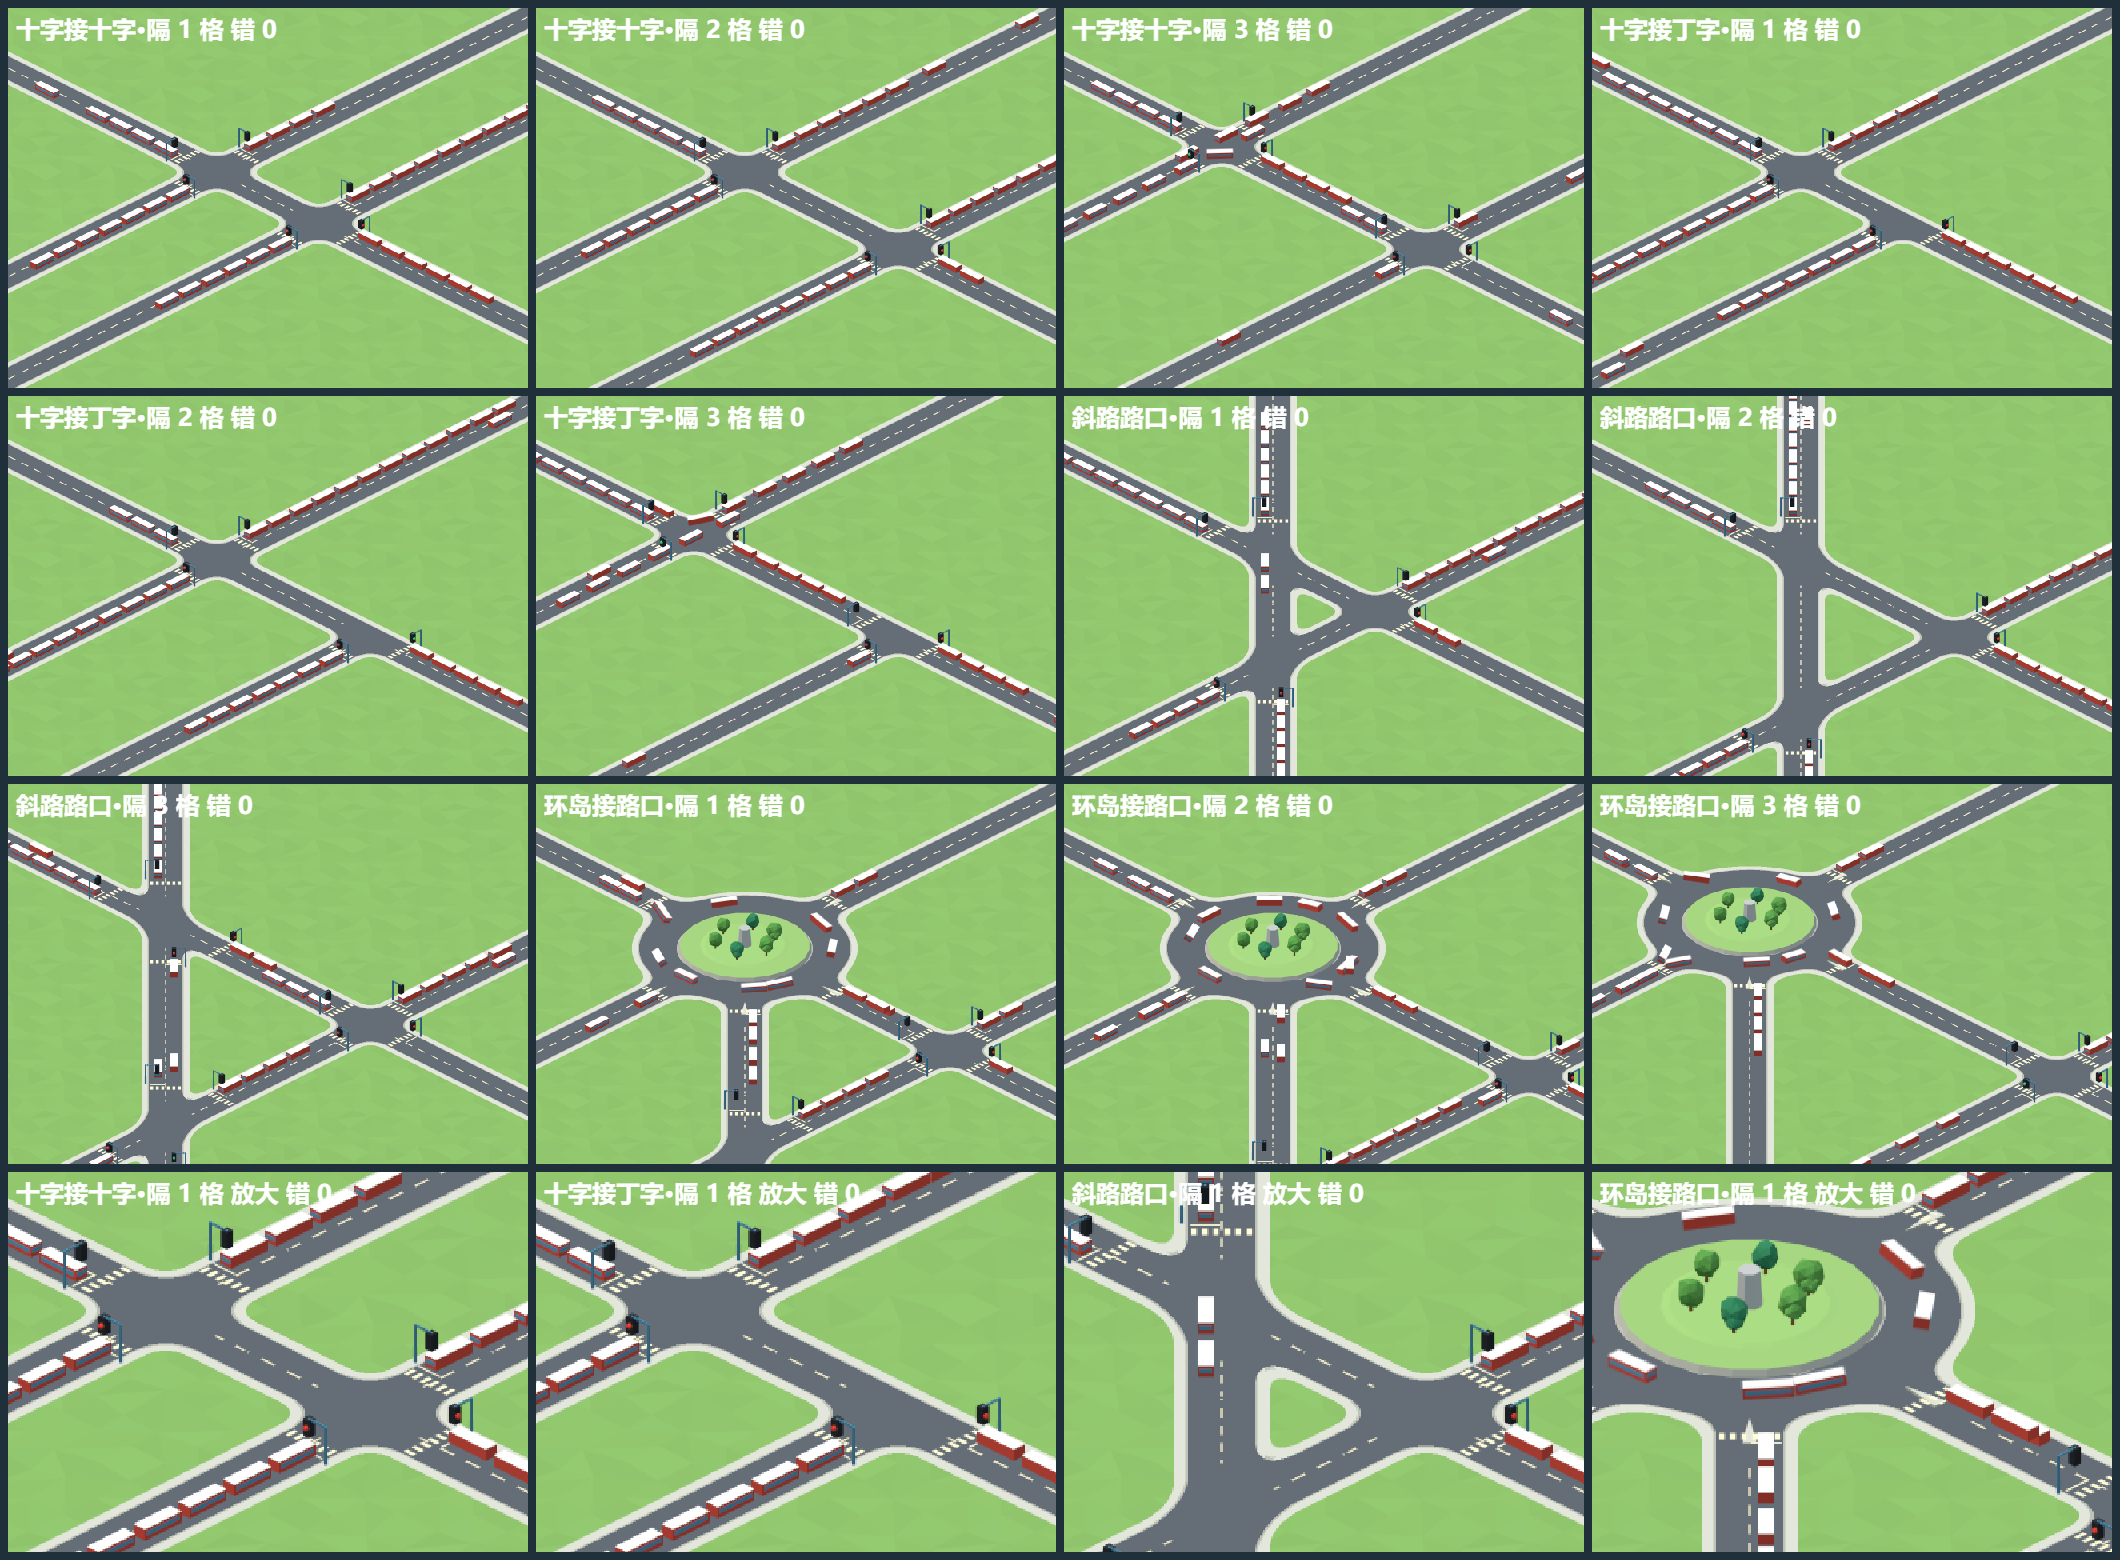 十字接十字·隔 1 格 错 0
十字接十字·隔 2 格 错 0
十字接十字·隔 3 格 错 0
十字接丁字·隔 1 格 错 0
十字接丁字·隔 2 格 错 0
十字接丁字·隔 3 格 错 0
斜路路口·隔 1 格 错 0
斜路路口·隔 2 格 错 0
斜路路口·隔 3 格 错 0
环岛接路口·隔 1 格 错 0
环岛接路口·隔 2 格 错 0
环岛接路口·隔 3 格 错 0
十字接十字·隔 1 格 放大 错 0
十字接丁字·隔 1 格 放大 错 0
斜路路口·隔 1 格 放大 错 0
环岛接路口·隔 1 格 放大 错 0